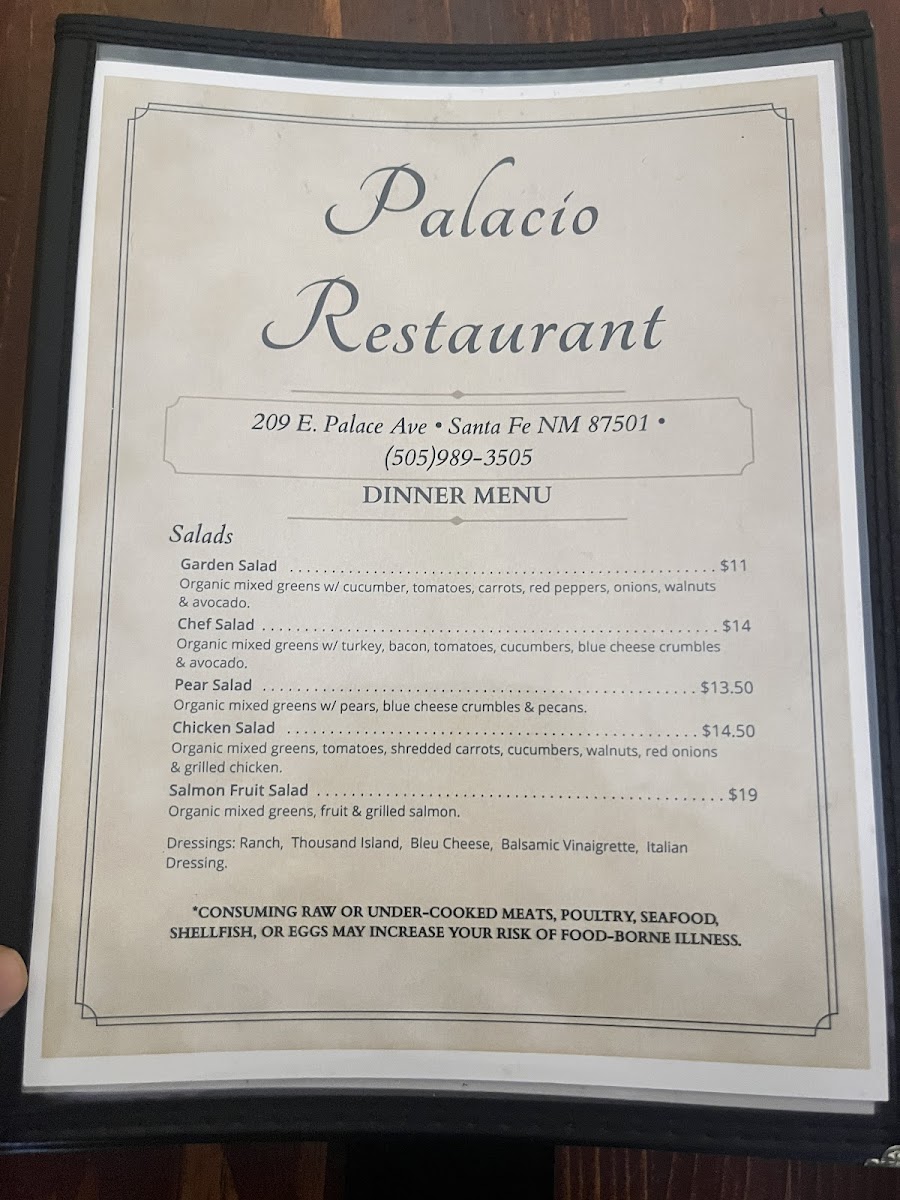 Palacio
Restaurant
209 E. Palace Ave • Santa Fe NM 87501 •
(505)989-3505
DINNER MENU
Salads
Garden Salad ........................................................ $11
Organic mixed greens w/ cucumber, tomatoes, carrots, red peppers, onions, walnuts
& avocado.
Chef Salad ........................................................ $14
Organic mixed greens w/ turkey, bacon, tomatoes, cucumbers, blue cheese crumbles
& avocado.
Pear Salad ........................................................ $13.50
Organic mixed greens w/ pears, blue cheese crumbles & pecans.
Chicken Salad ........................................................ $14.50
Organic mixed greens, tomatoes, shredded carrots, cucumbers, walnuts, red onions
& grilled chicken.
Salmon Fruit Salad ........................................................ $19
Organic mixed greens, fruit & grilled salmon.
Dressings: Ranch, Thousand Island, Bleu Cheese, Balsamic Vinaigrette, Italian
Dressing.
*CONSUMING RAW OR UNDER-COOKED MEATS, POULTRY, SEAFOOD,
SHELLFISH, OR EGGS MAY INCREASE YOUR RISK OF FOOD-BORNE ILLNESS.